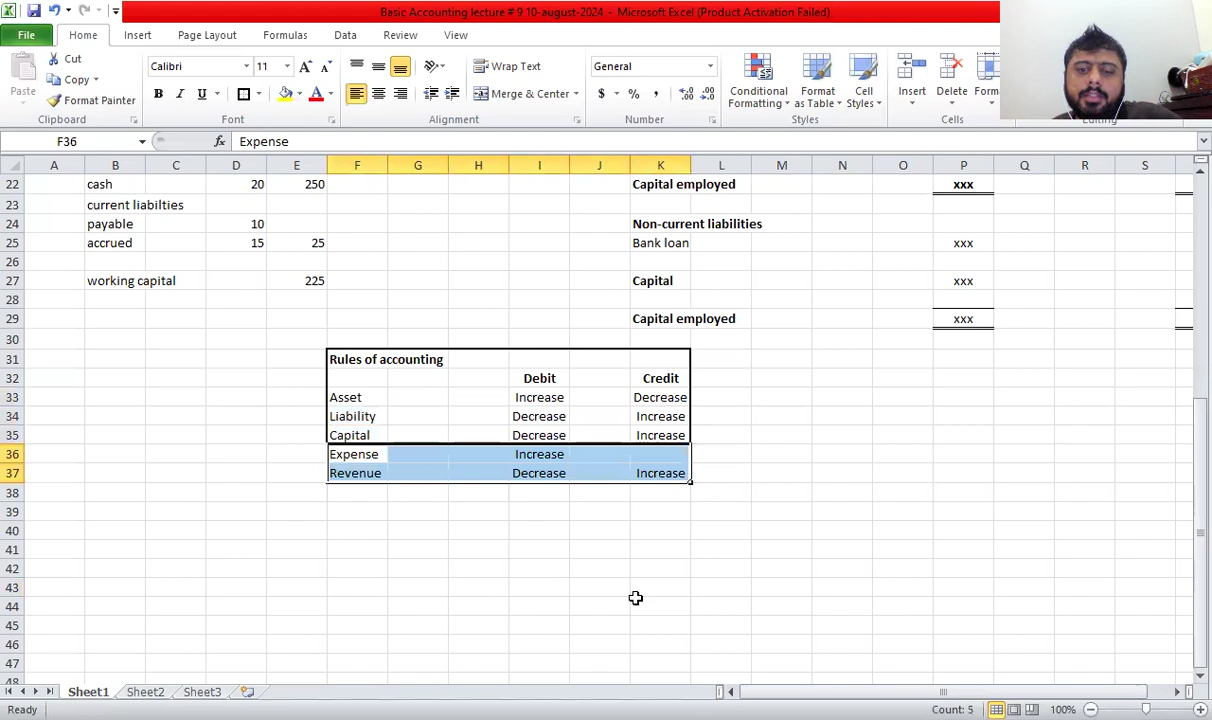 Basic Accounting lecture # 9 10-august-2024 - Microsoft Excel (Product Activation Failed)
File Home Insert Page Layout Formulas Data Review View
Cut
Copy
Format Painter
Paste
Clipboard
Calibri 11
B I U
Font
Wrap Text
Merge & Center
Alignment
General
$ % ,
Number
Conditional Formatting
Format as Table
Cell Styles
Styles
Insert Delete Form
Cells
Editing
F36 fx Expense
A B C D E F G H I J K L M N O P Q R S
22 cash 20 250 Capital employed xxx
23 current liabilties
24 payable 10 Non-current liabilities
25 accrued 15 25 Bank loan xxx
26
27 working capital 225 Capital xxx
28
29 Capital employed xxx
30
31 Rules of accounting
32 Debit Credit
33 Asset Increase Decrease
34 Liability Decrease Increase
35 Capital Decrease Increase
36 Expense Increase
37 Revenue Decrease Increase
38
39
40
41
42
43
44
45
46
47
48
Sheet1 Sheet2 Sheet3
Ready Count: 5 100%